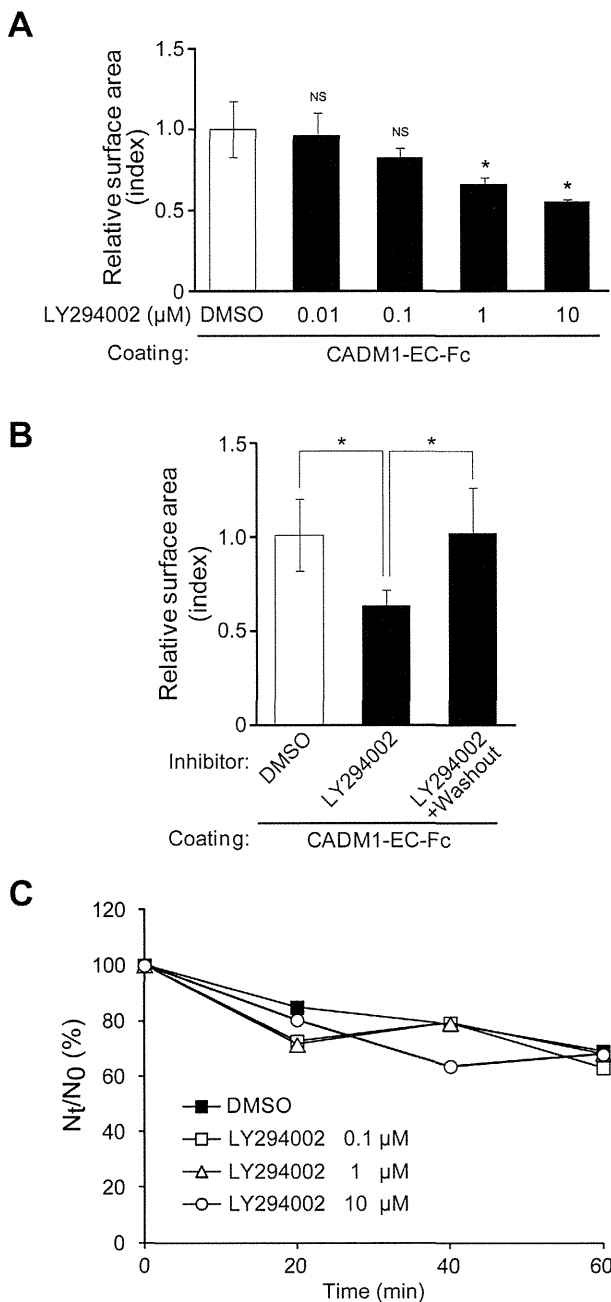 A
1.5
1.0
0.5
0
Relative surface area
(index)
NS
NS
*
*
LY294002 (μM) DMSO 0.01 0.1 1 10
Coating: CADM1-EC-Fc
B
1.5
1.0
0.5
0
Relative surface area
(index)
*
*
Inhibitor: DMSO LY294002 LY294002
+Washout
Coating: CADM1-EC-Fc
C
120
100
80
60
40
20
0
Nt/N0 (%)
DMSO
LY294002 0.1 μM
LY294002 1 μM
LY294002 10 μM
0 20 40 60
Time (min)